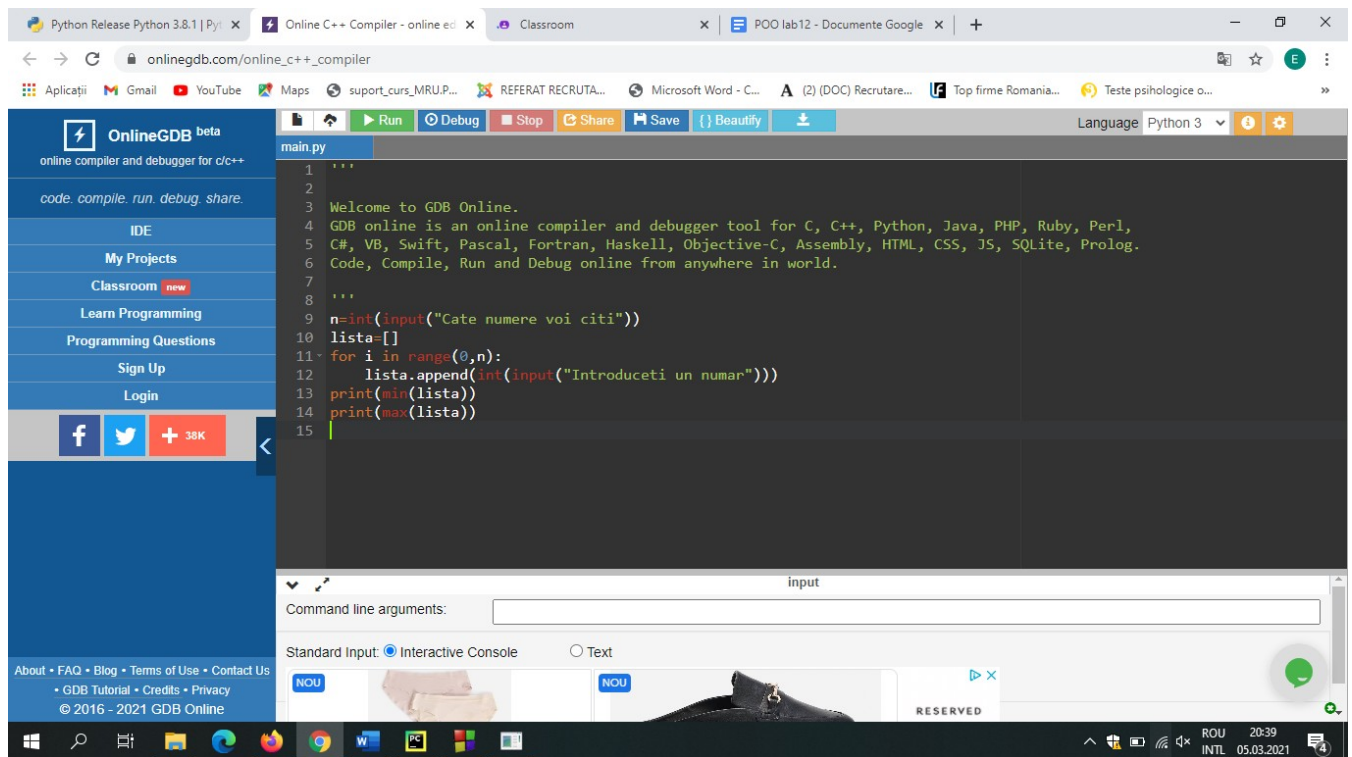 Python Release Python 3.8.1 | Pyt
Online C++ Compiler - online ed
Classroom
POO lab12 - Documente Google
onlinegdb.com/online_c++_compiler
E
Aplicații
Gmail
YouTube
Maps
suport_curs_MRU.P...
REFERAT RECRUTA...
Microsoft Word - C...
A (2) (DOC) Recrutare...
Top firme Romania...
Teste psihologice o...
»
OnlineGDB beta
online compiler and debugger for c/c++
code. compile. run. debug. share.
IDE
My Projects
Classroom new
Learn Programming
Programming Questions
Sign Up
Login
f
+ 38K
About • FAQ • Blog • Terms of Use • Contact Us
• GDB Tutorial • Credits • Privacy
© 2016 - 2021 GDB Online
Run
Debug
Stop
Share
Save
{ } Beautify
Language Python 3
main.py
1 '''
2
3 Welcome to GDB Online.
4 GDB online is an online compiler and debugger tool for C, C++, Python, Java, PHP, Ruby, Perl,
5 C#, VB, Swift, Pascal, Fortran, Haskell, Objective-C, Assembly, HTML, CSS, JS, SQLite, Prolog.
6 Code, Compile, Run and Debug online from anywhere in world.
7
8 '''
9 n=int(input("Cate numere voi citi"))
10 lista=[]
11 for i in range(0,n):
12 lista.append(int(input("Introduceti un numar")))
13 print(min(lista))
14 print(max(lista))
15
input
Command line arguments:
Standard Input: Interactive Console Text
NOU
NOU
RESERVED
W
PC
ROU
INTL
20:39
05.03.2021
4